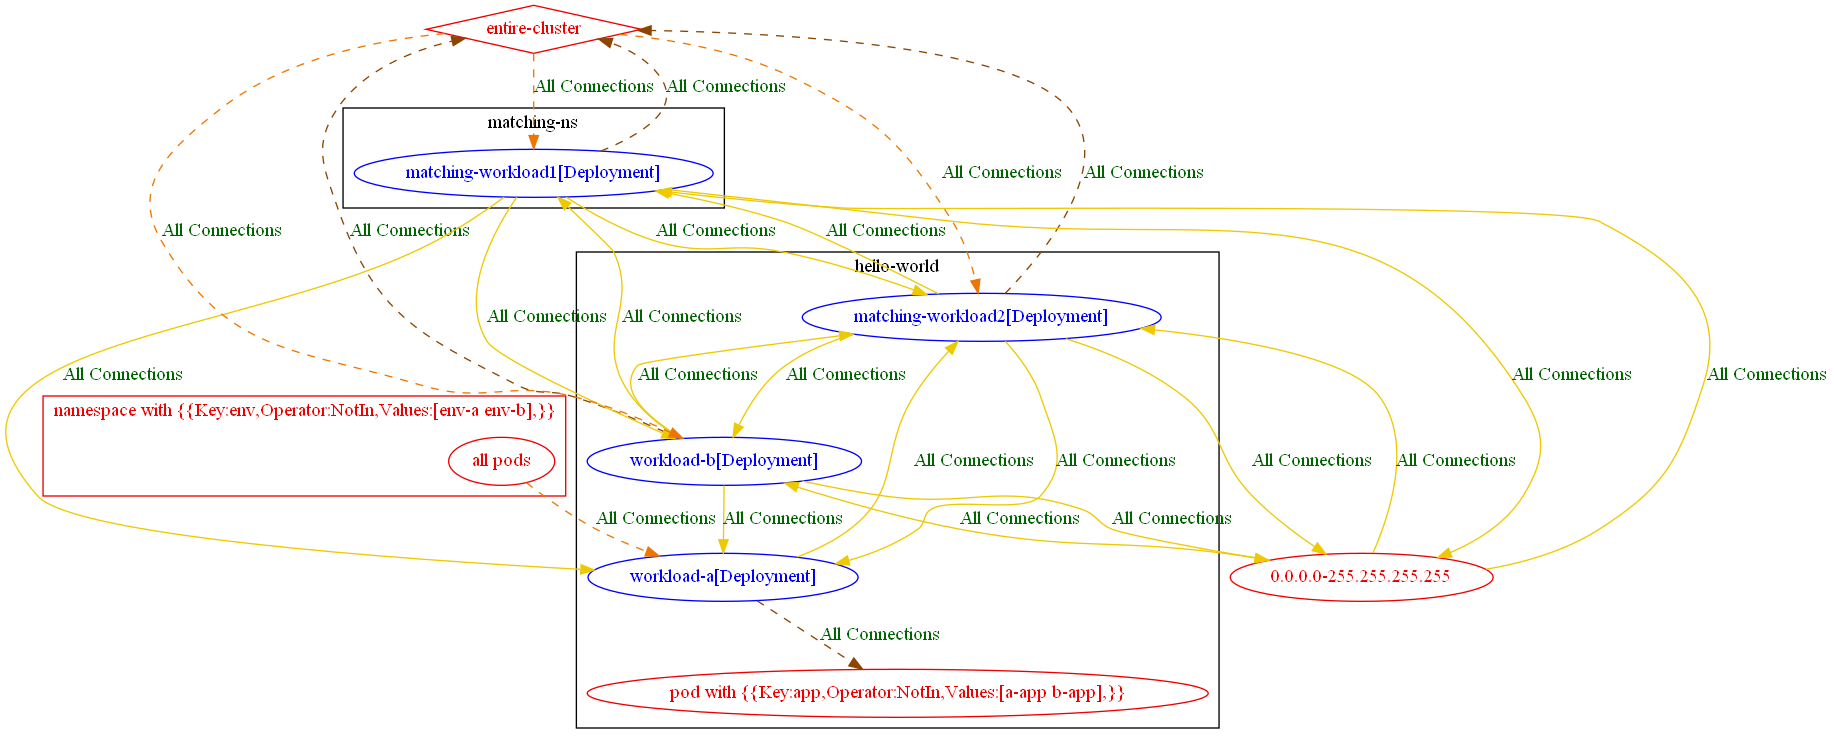 entire-cluster
All Connections
All Connections
matching-ns
matching-workload1[Deployment]
All Connections
All Connections
All Connections
All Connections
All Connections
All Connections
hello-world
matching-workload2[Deployment]
All Connections
All Connections
All Connections
All Connections
All Connections
All Connections
All Connections
namespace with {{Key:env,Operator:NotIn,Values:[env-a env-b],}}
all pods
workload-b[Deployment]
All Connections
All Connections
All Connections
All Connections
All Connections
All Connections
All Connections
All Connections
workload-a[Deployment]
0.0.0.0-255.255.255.255
All Connections
pod with {{Key:app,Operator:NotIn,Values:[a-app b-app],}}